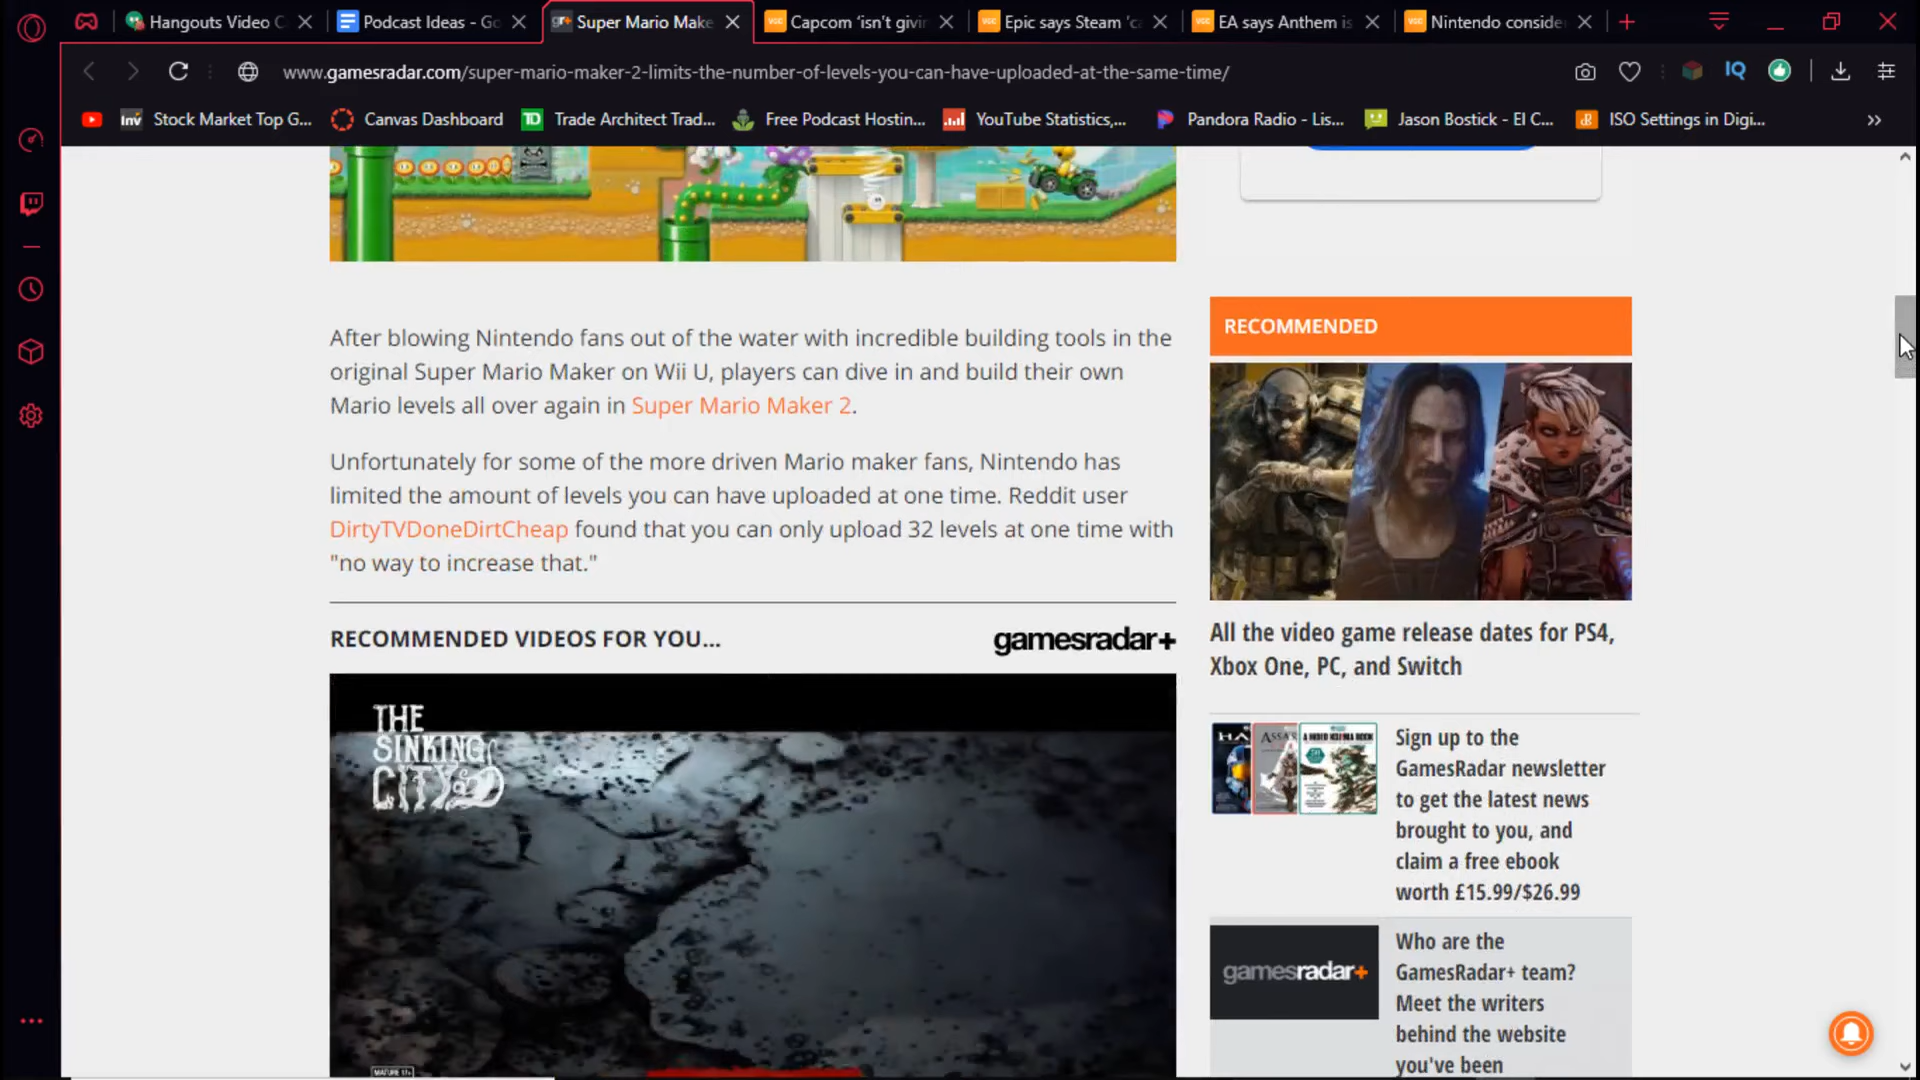 Hangouts Video C
Podcast Ideas - Go
Super Mario Make
Capcom 'isn't givi
Epic says Steam 'c
EA says Anthem is
Nintendo conside
www.gamesradar.com/super-mario-maker-2-limits-the-number-of-levels-you-can-have-uploaded-at-the-same-time/
IQ
Stock Market Top G...
Canvas Dashboard
Trade Architect Trad...
Free Podcast Hostin...
YouTube Statistics,...
Pandora Radio - Lis...
Jason Bostick - El C...
ISO Settings in Digi...
After blowing Nintendo fans out of the water with incredible building tools in the
original Super Mario Maker on Wii U, players can dive in and build their own
Mario levels all over again in Super Mario Maker 2.
Unfortunately for some of the more driven Mario maker fans, Nintendo has
limited the amount of levels you can have uploaded at one time. Reddit user
DirtyTVDoneDirtCheap found that you can only upload 32 levels at one time with
"no way to increase that."
RECOMMENDED VIDEOS FOR YOU...
gamesradar+
THE
SINKING
CITY
MATURE 17+
RECOMMENDED
All the video game release dates for PS4,
Xbox One, PC, and Switch
Sign up to the
GamesRadar newsletter
to get the latest news
brought to you, and
claim a free ebook
worth £15.99/$26.99
gamesradar+
Who are the
GamesRadar+ team?
Meet the writers
behind the website
you've been